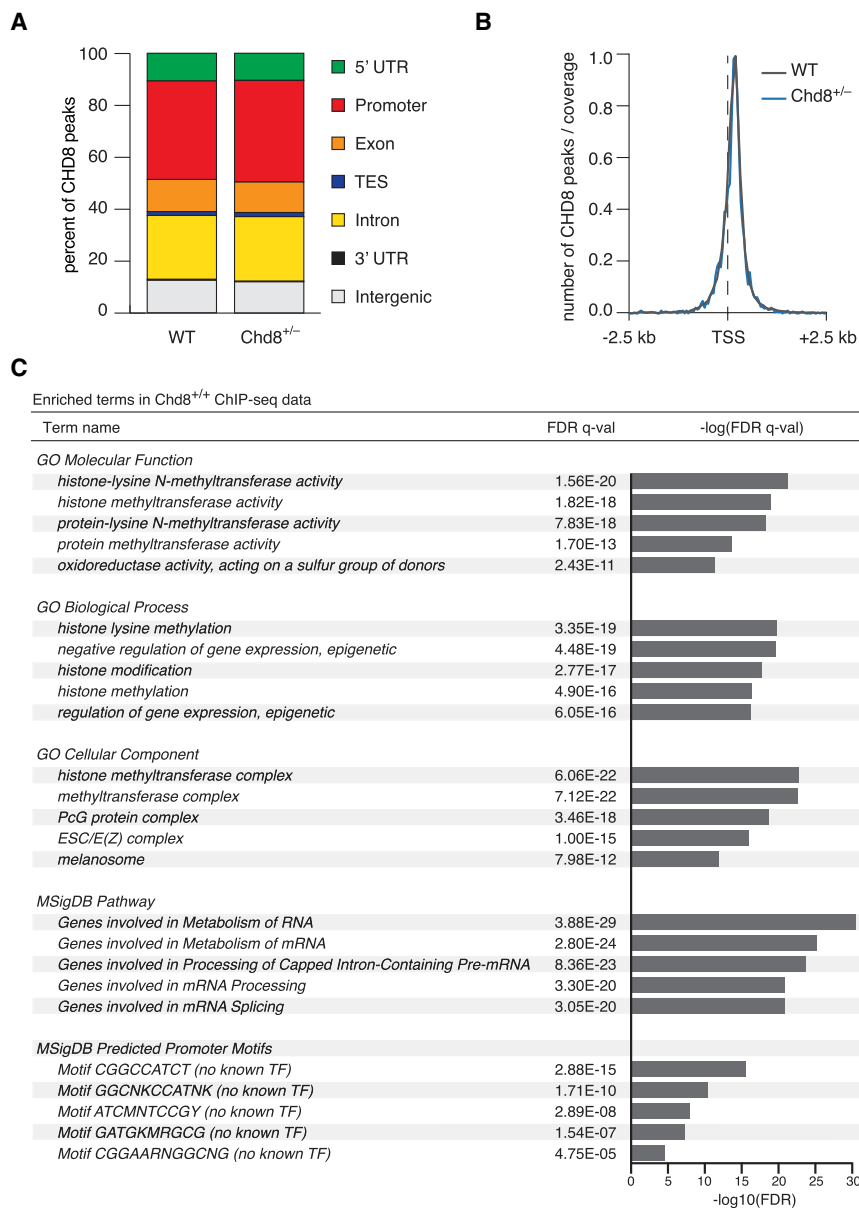 A
100
80
60
40
20
0
percent of CHD8 peaks
WT
Chd8+/–
5' UTR
Promoter
Exon
TES
Intron
3' UTR
Intergenic
B
1.0
0.8
0.6
0.4
0.2
0.0
number of CHD8 peaks / coverage
WT
Chd8+/–
-2.5 kb TSS +2.5 kb
C
Enriched terms in Chd8+/+ ChIP-seq data
Term name FDR q-val -log(FDR q-val)
GO Molecular Function
histone-lysine N-methyltransferase activity 1.56E-20
histone methyltransferase activity 1.82E-18
protein-lysine N-methyltransferase activity 7.83E-18
protein methyltransferase activity 1.70E-13
oxidoreductase activity, acting on a sulfur group of donors 2.43E-11
GO Biological Process
histone lysine methylation 3.35E-19
negative regulation of gene expression, epigenetic 4.48E-19
histone modification 2.77E-17
histone methylation 4.90E-16
regulation of gene expression, epigenetic 6.05E-16
GO Cellular Component
histone methyltransferase complex 6.06E-22
methyltransferase complex 7.12E-22
PcG protein complex 3.46E-18
ESC/E(Z) complex 1.00E-15
melanosome 7.98E-12
MSigDB Pathway
Genes involved in Metabolism of RNA 3.88E-29
Genes involved in Metabolism of mRNA 2.80E-24
Genes involved in Processing of Capped Intron-Containing Pre-mRNA 8.36E-23
Genes involved in mRNA Processing 3.30E-20
Genes involved in mRNA Splicing 3.05E-20
MSigDB Predicted Promoter Motifs
Motif CGGCCATCT (no known TF) 2.88E-15
Motif GGCNKCCATNK (no known TF) 1.71E-10
Motif ATCMNTCCGY (no known TF) 2.89E-08
Motif GATGKMRGCG (no known TF) 1.54E-07
Motif CGGAARNGGCNG (no known TF) 4.75E-05
0 5 10 15 20 25 30
-log10(FDR)